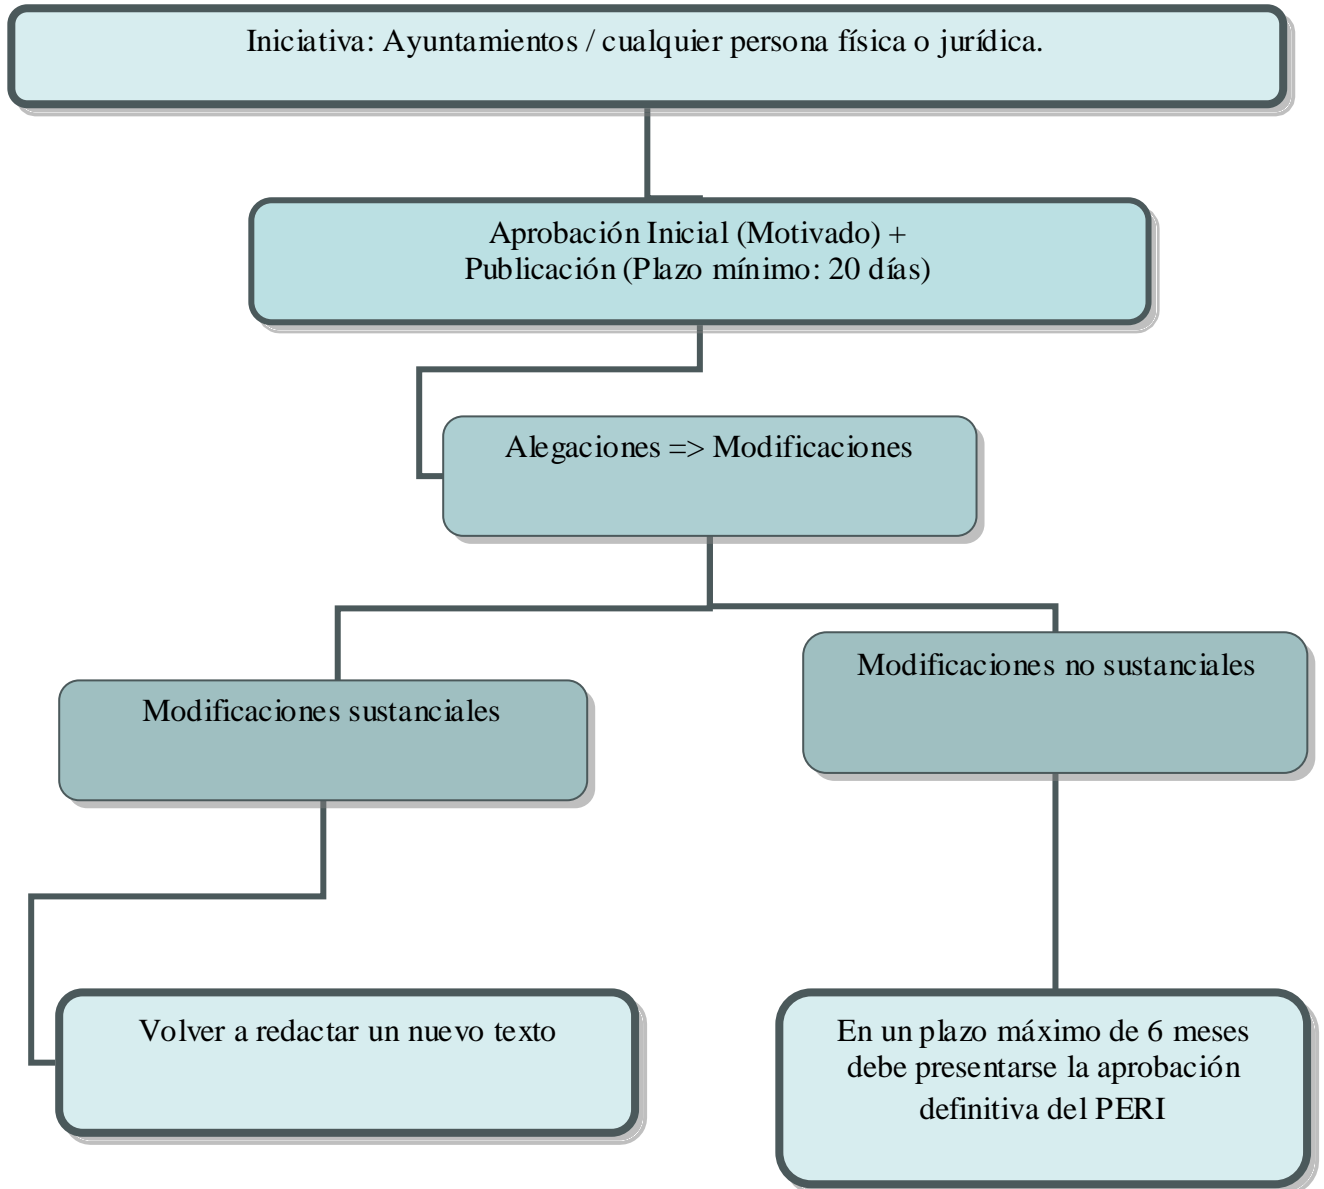 Iniciativa: Ayuntamientos / cualquier persona física o jurídica.
Aprobación Inicial (Motivado) +
Publicación (Plazo mínimo: 20 días)
Alegaciones => Modificaciones
Modificaciones no sustanciales
Modificaciones sustanciales
Volver a redactar un nuevo texto
En un plazo máximo de 6 meses
debe presentarse la aprobación
definitiva del PERI